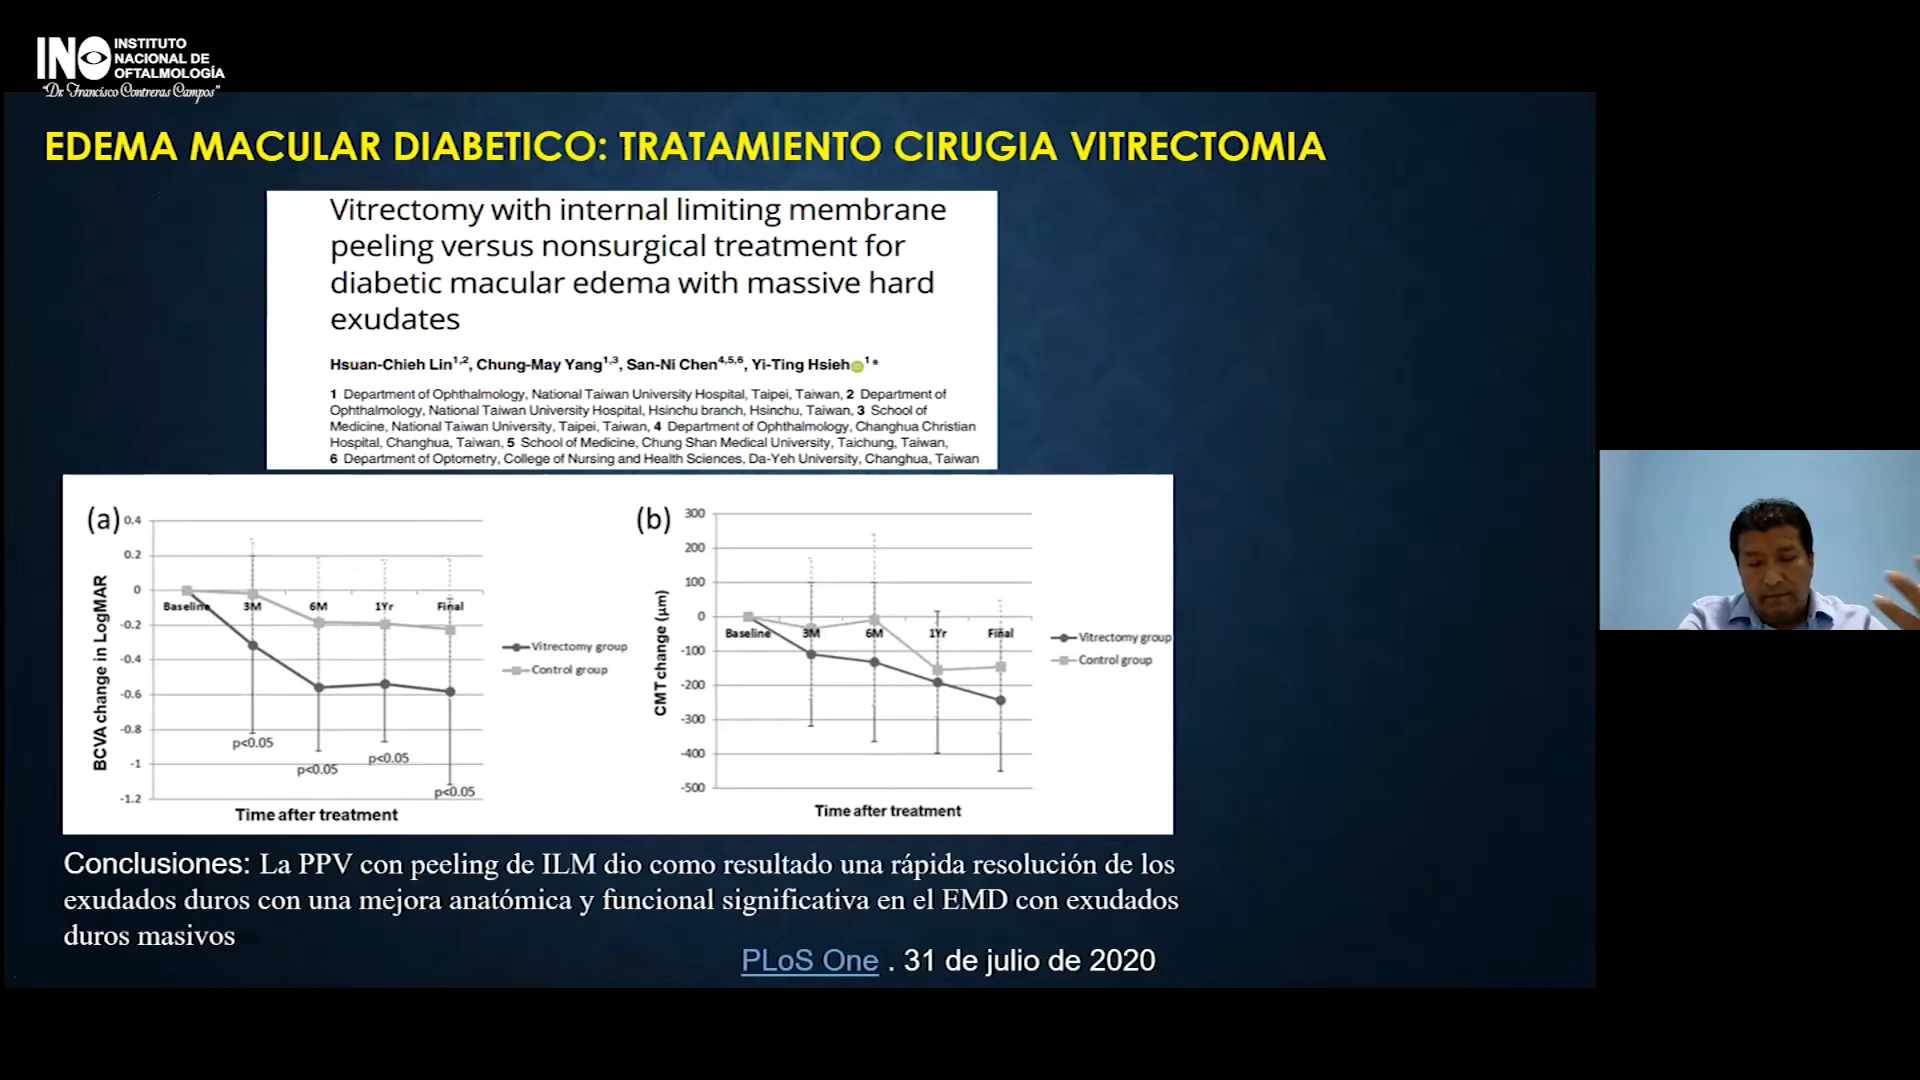 INO INSTITUTO
NACIONAL DE
OFTALMOLOGÍA
"Dr. Francisco Contreras Campos"
EDEMA MACULAR DIABETICO: TRATAMIENTO CIRUGIA VITRECTOMIA
Vitrectomy with internal limiting membrane
peeling versus nonsurgical treatment for
diabetic macular edema with massive hard
exudates
Hsuan-Chieh Lin1,2, Chung-May Yang1,3, San-Ni Chen4,5,6, Yi-Ting Hsieh 1*
1 Department of Ophthalmology, National Taiwan University Hospital, Taipei, Taiwan, 2 Department of
Ophthalmology, National Taiwan University Hospital, Hsinchu branch, Hsinchu, Taiwan, 3 School of
Medicine, National Taiwan University, Taipei, Taiwan, 4 Department of Ophthalmology, Changhua Christian
Hospital, Changhua, Taiwan, 5 School of Medicine, Chung Shan Medical University, Taichung, Taiwan,
6 Department of Optometry, College of Nursing and Health Sciences, Da-Yeh University, Changhua, Taiwan
(a)
0.4
0.2
0
-0.2
-0.4
-0.6
-0.8
-1
-1.2
BCVA change in LogMAR
Baseline 3M 6M 1Yr Final
p<0.05
p<0.05
p<0.05
p<0.05
Time after treatment
Vitrectomy group
Control group
(b)
300
200
100
0
-100
-200
-300
-400
-500
CMT change (µm)
Baseline 3M 6M 1Yr Final
Time after treatment
Vitrectomy group
Control group
Conclusiones: La PPV con peeling de ILM dio como resultado una rápida resolución de los
exudados duros con una mejora anatómica y funcional significativa en el EMD con exudados
duros masivos
PLoS One . 31 de julio de 2020